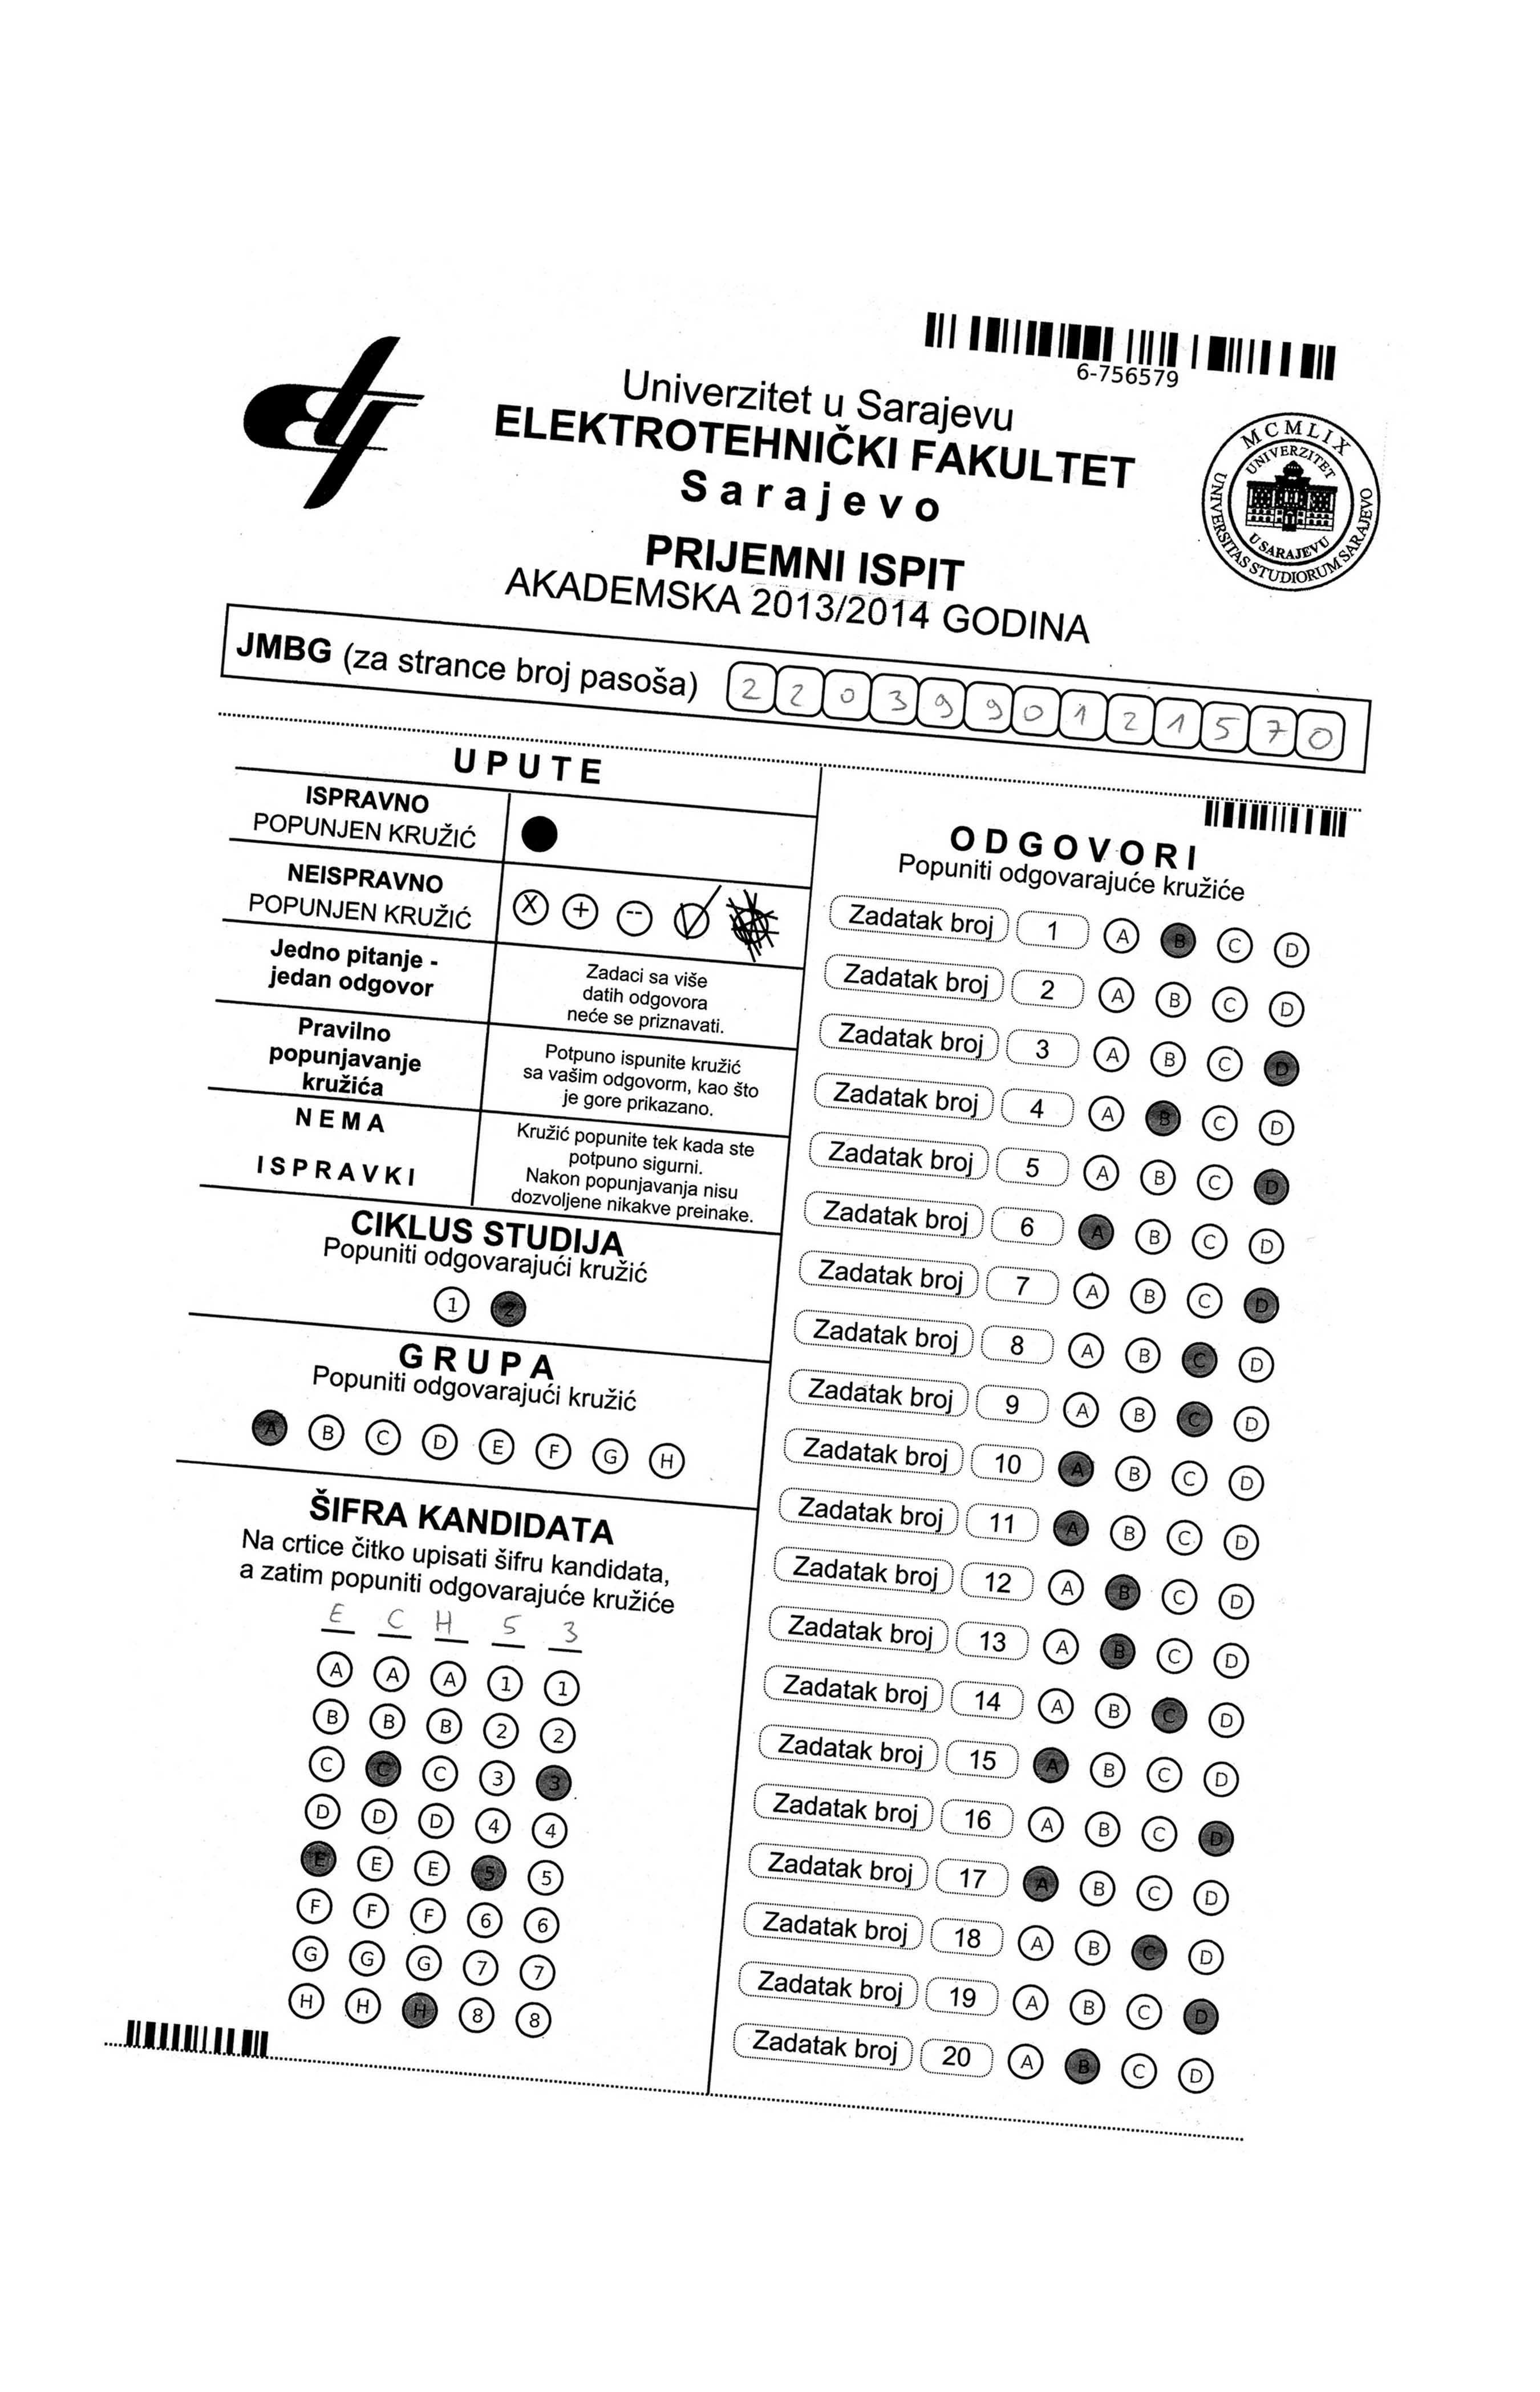 6-756579
Univerzitet u Sarajevu
ELEKTROTEHNIČKI FAKULTET
Sarajevo
MCMLIX
UNIVERZITET
U SARAJEVU
UNIVERSITAS STUDIORUM SARAJEVO
PRIJEMNI ISPIT
AKADEMSKA 2013/2014 GODINA
JMBG (za strance broj pasoša) 2 2 0 3 9 9 0 1 2 1 5 7 0
UPUTE
ISPRAVNO
POPUNJEN KRUŽIĆ
NEISPRAVNO
POPUNJEN KRUŽIĆ X + --
Jedno pitanje -
jedan odgovor
Zadaci sa više
datih odgovora
neće se priznavati.
Pravilno
popunjavanje
kružića
Potpuno ispunite kružić
sa vašim odgovorm, kao što
je gore prikazano.
NEMA
ISPRAVKI
Kružić popunite tek kada ste
potpuno sigurni.
Nakon popunjavanja nisu
dozvoljene nikakve preinake.
CIKLUS STUDIJA
Popuniti odgovarajući kružić
1 2
GRUPA
Popuniti odgovarajući kružić
A B C D E F G H
ŠIFRA KANDIDATA
Na crtice čitko upisati šifru kandidata,
a zatim popuniti odgovarajuće kružiće
E C H 5 3
A A A 1 1
B B B 2 2
C C C 3 3
D D D 4 4
E E E 5 5
F F F 6 6
G G G 7 7
H H H 8 8
ODGOVORI
Popuniti odgovarajuće kružiće
Zadatak broj 1 A B C D
Zadatak broj 2 A B C D
Zadatak broj 3 A B C D
Zadatak broj 4 A B C D
Zadatak broj 5 A B C D
Zadatak broj 6 A B C D
Zadatak broj 7 A B C D
Zadatak broj 8 A B C D
Zadatak broj 9 A B C D
Zadatak broj 10 A B C D
Zadatak broj 11 A B C D
Zadatak broj 12 A B C D
Zadatak broj 13 A B C D
Zadatak broj 14 A B C D
Zadatak broj 15 A B C D
Zadatak broj 16 A B C D
Zadatak broj 17 A B C D
Zadatak broj 18 A B C D
Zadatak broj 19 A B C D
Zadatak broj 20 A B C D